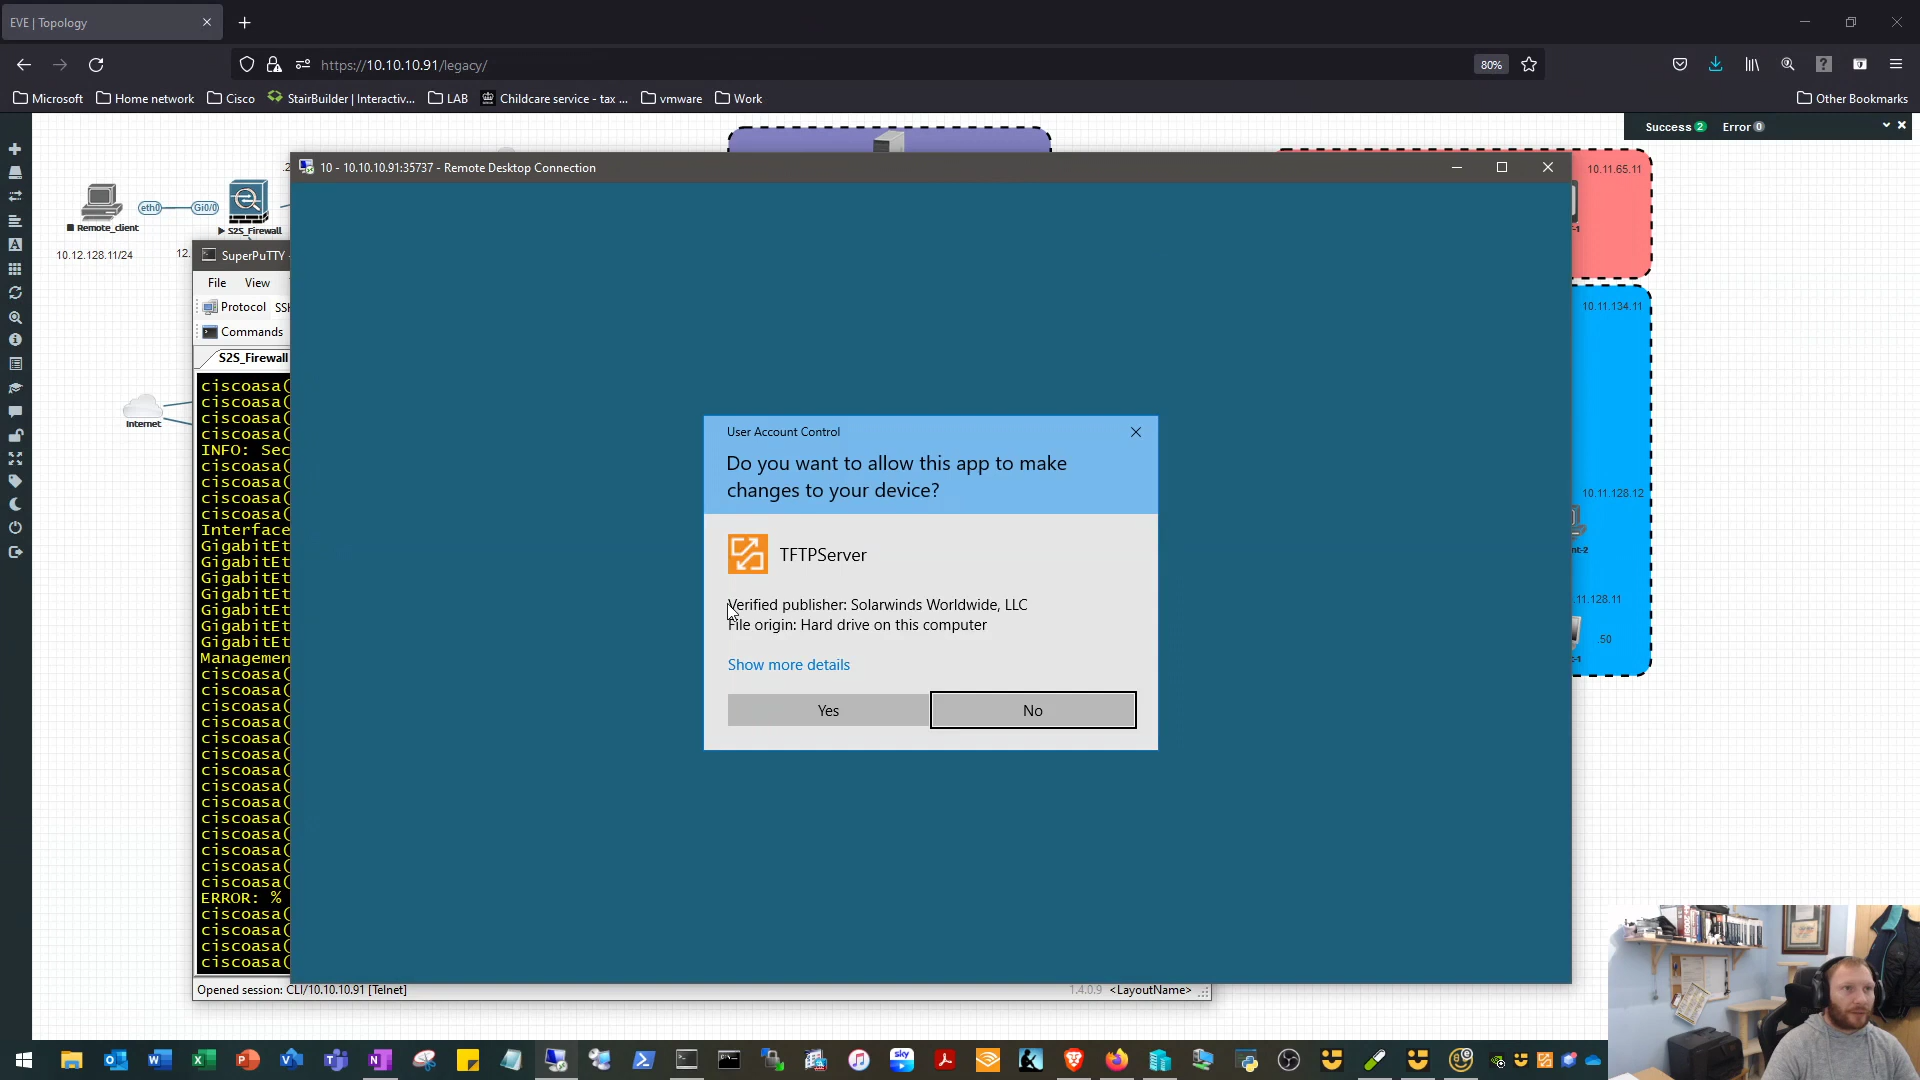 EVE | Topology
https://10.10.10.91/legacy/
80%
Microsoft
Home network
Cisco
StairBuilder | Interactiv...
LAB
Childcare service - tax ...
vmware
Work
Other Bookmarks
Success 2
Error 0
10 - 10.10.10.91:35737 - Remote Desktop Connection
10.11.65.11
eth0
Gi0/0
Remote_client
S2S_Firewall
10.12.128.11/24
12.
SuperPuTTY -
File
View
Protocol
SSH
Commands
S2S_Firewall
10.11.134.11
Internet
ciscoasa(
ciscoasa(
ciscoasa(
ciscoasa(
INFO: Sec
ciscoasa(
ciscoasa(
ciscoasa(
ciscoasa(
Interface
GigabitEt
GigabitEt
GigabitEt
GigabitEt
GigabitEt
GigabitEt
GigabitEt
Managemen
ciscoasa(
ciscoasa(
ciscoasa(
ciscoasa(
ciscoasa(
ciscoasa(
ciscoasa(
ciscoasa(
ciscoasa(
ciscoasa(
ciscoasa(
ciscoasa(
ciscoasa(
ciscoasa(
ERROR: %
ciscoasa(
ciscoasa(
ciscoasa(
ciscoasa(
User Account Control
Do you want to allow this app to make
changes to your device?
TFTPServer
Verified publisher: Solarwinds Worldwide, LLC
File origin: Hard drive on this computer
Show more details
Yes
No
10.11.128.12
nt-2
.11.128.11
.50
Opened session: CLI/10.10.10.91 [Telnet]
1.4.0.9
<LayoutName>